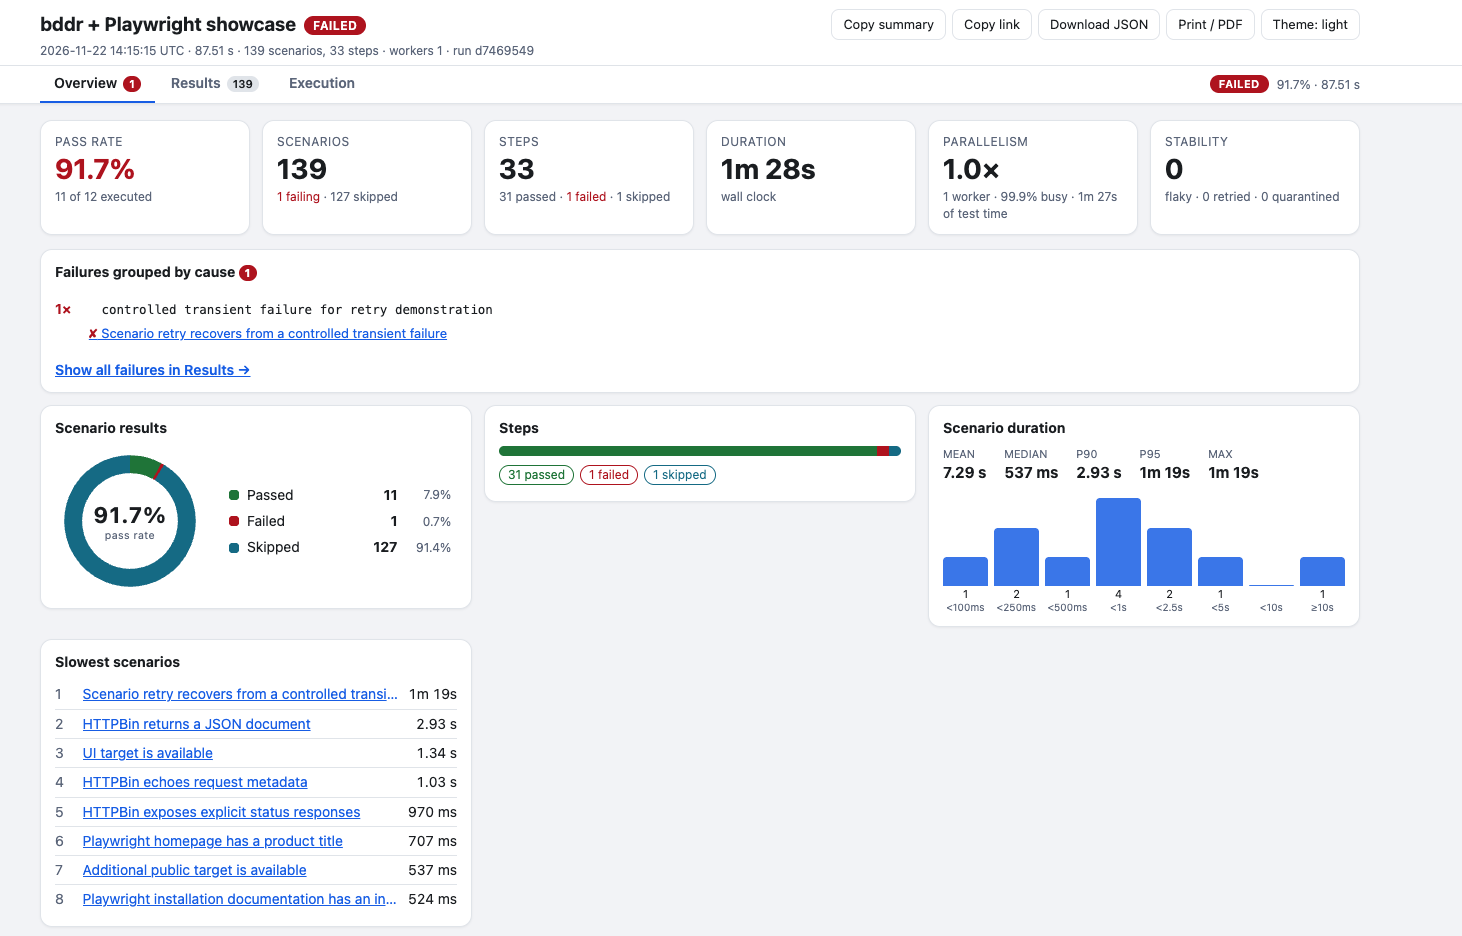 bddr + Playwright showcase FAILED
Copy summary Copy link Download JSON Print / PDF Theme: light
2026-11-22 14:15:15 UTC · 87.51 s · 139 scenarios, 33 steps · workers 1 · run d7469549
Overview 1 Results 139 Execution
FAILED 91.7% · 87.51 s
PASS RATE
91.7%
11 of 12 executed
SCENARIOS
139
1 failing · 127 skipped
STEPS
33
31 passed · 1 failed · 1 skipped
DURATION
1m 28s
wall clock
PARALLELISM
1.0×
1 worker · 99.9% busy · 1m 27s
of test time
STABILITY
0
flaky · 0 retried · 0 quarantined
Failures grouped by cause 1
1× controlled transient failure for retry demonstration
✘ Scenario retry recovers from a controlled transient failure
Show all failures in Results →
Scenario results
91.7%
pass rate
Passed 11 7.9%
Failed 1 0.7%
Skipped 127 91.4%
Steps
31 passed 1 failed 1 skipped
Scenario duration
MEAN MEDIAN P90 P95 MAX
7.29 s 537 ms 2.93 s 1m 19s 1m 19s
1 2 1 4 2 1 1
<100ms <250ms <500ms <1s <2.5s <5s <10s ≥10s
Slowest scenarios
1 Scenario retry recovers from a controlled transi... 1m 19s
2 HTTPBin returns a JSON document 2.93 s
3 UI target is available 1.34 s
4 HTTPBin echoes request metadata 1.03 s
5 HTTPBin exposes explicit status responses 970 ms
6 Playwright homepage has a product title 707 ms
7 Additional public target is available 537 ms
8 Playwright installation documentation has an in... 524 ms